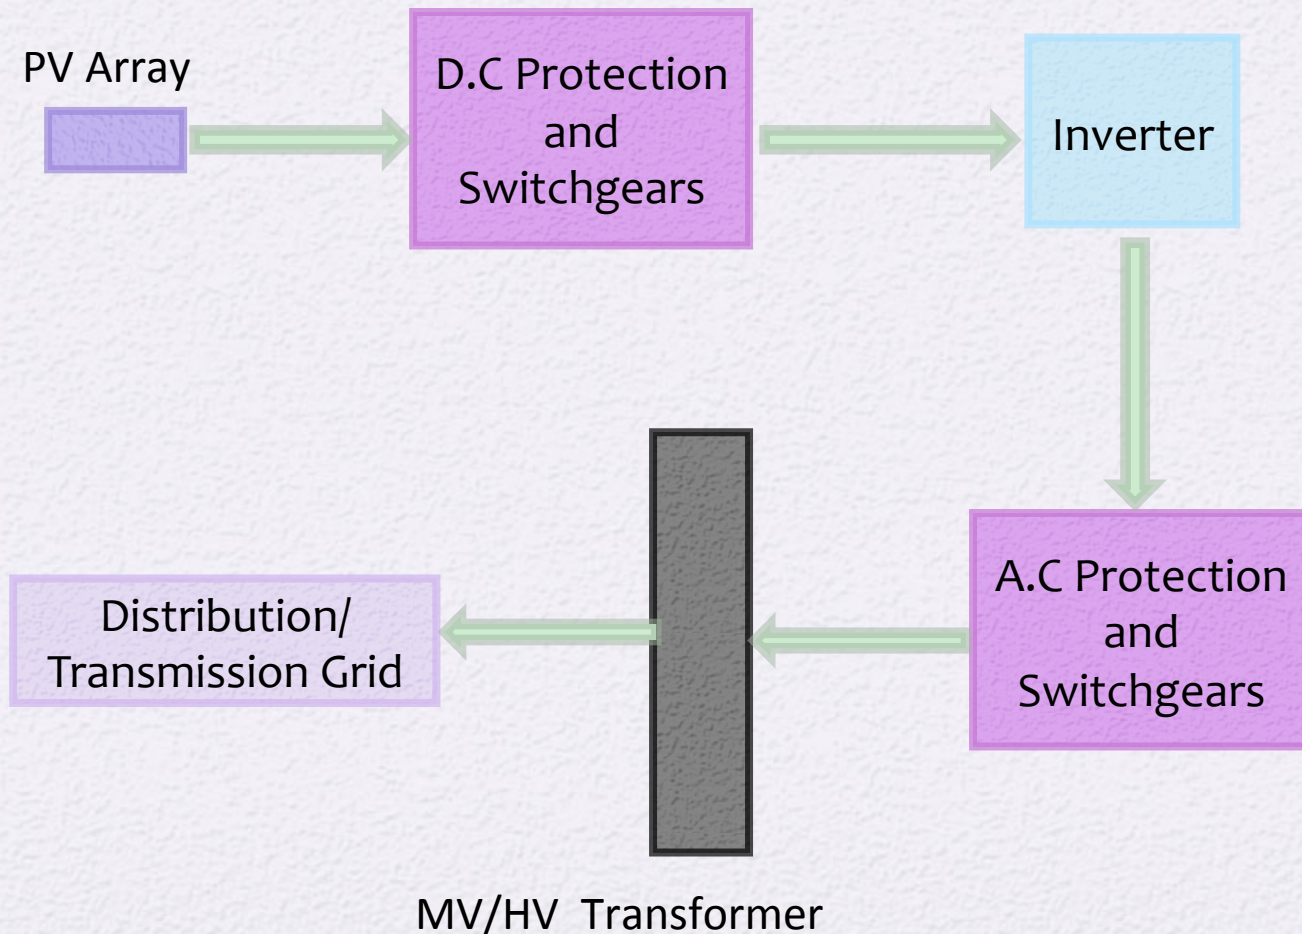 PV Array
D.C Protection
and
Switchgears
Inverter
A.C Protection
and
Switchgears
Distribution/
Transmission Grid
MV/HV  Transformer